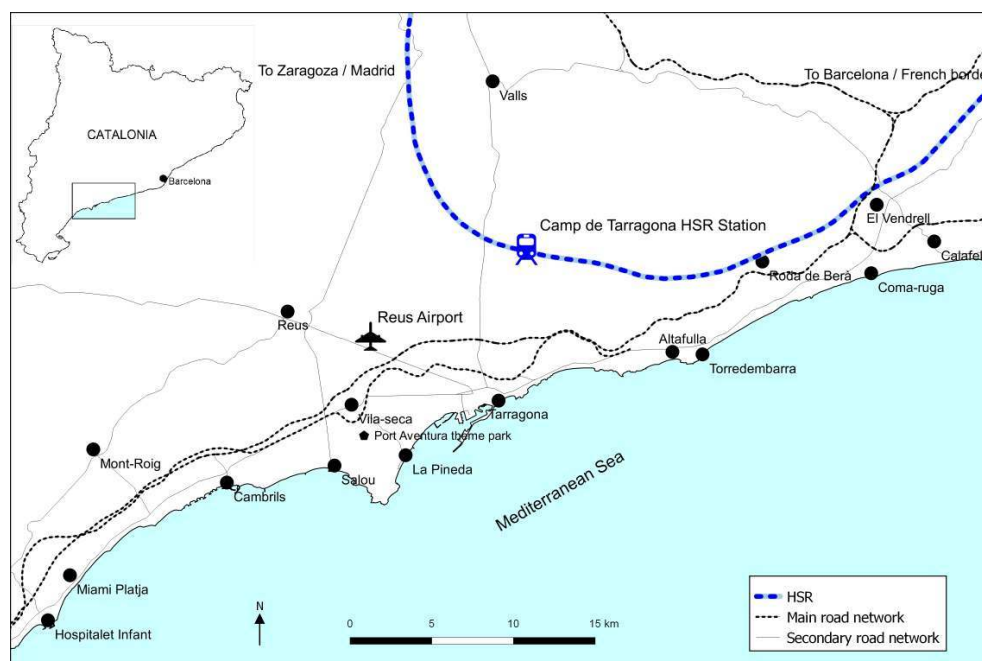 To Zaragoza / Madrid
To Barcelona / French borde
Valls
CATALONIA
Barcelona
El Vendrell
Camp de Tarragona HSR Station
Calafell
Roda de Berà
Coma-ruga
Reus Airport
Reus
Altafulla
Torredembarra
Tarragona
Vila-seca
Port Aventura theme park
Mont-Roig
La Pineda
Salou
Cambrils
Mediterranean Sea
Miami Platja
Hospitalet Infant
N
0 5 10 15 km
HSR
Main road network
Secondary road network